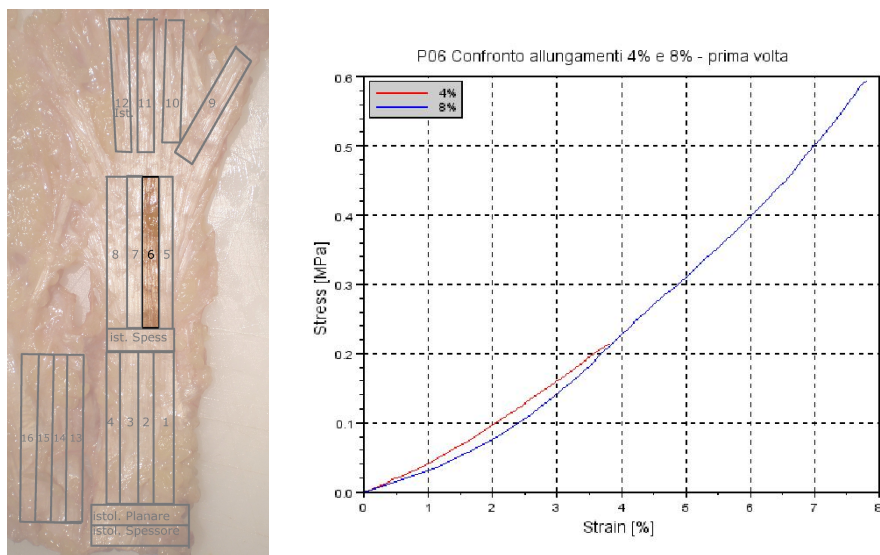 12 11 10 9
Ist.
8 7 6 5
ist. Spess
4 3 2 1
16 15 14 13
istol. Planare
istol. Spessore
P06 Confronto allungamenti 4% e 8% - prima volta
4%
8%
Stress [MPa]
0.6
0.5
0.4
0.3
0.2
0.1
0.0
0 1 2 3 4 5 6 7 8
Strain [%]